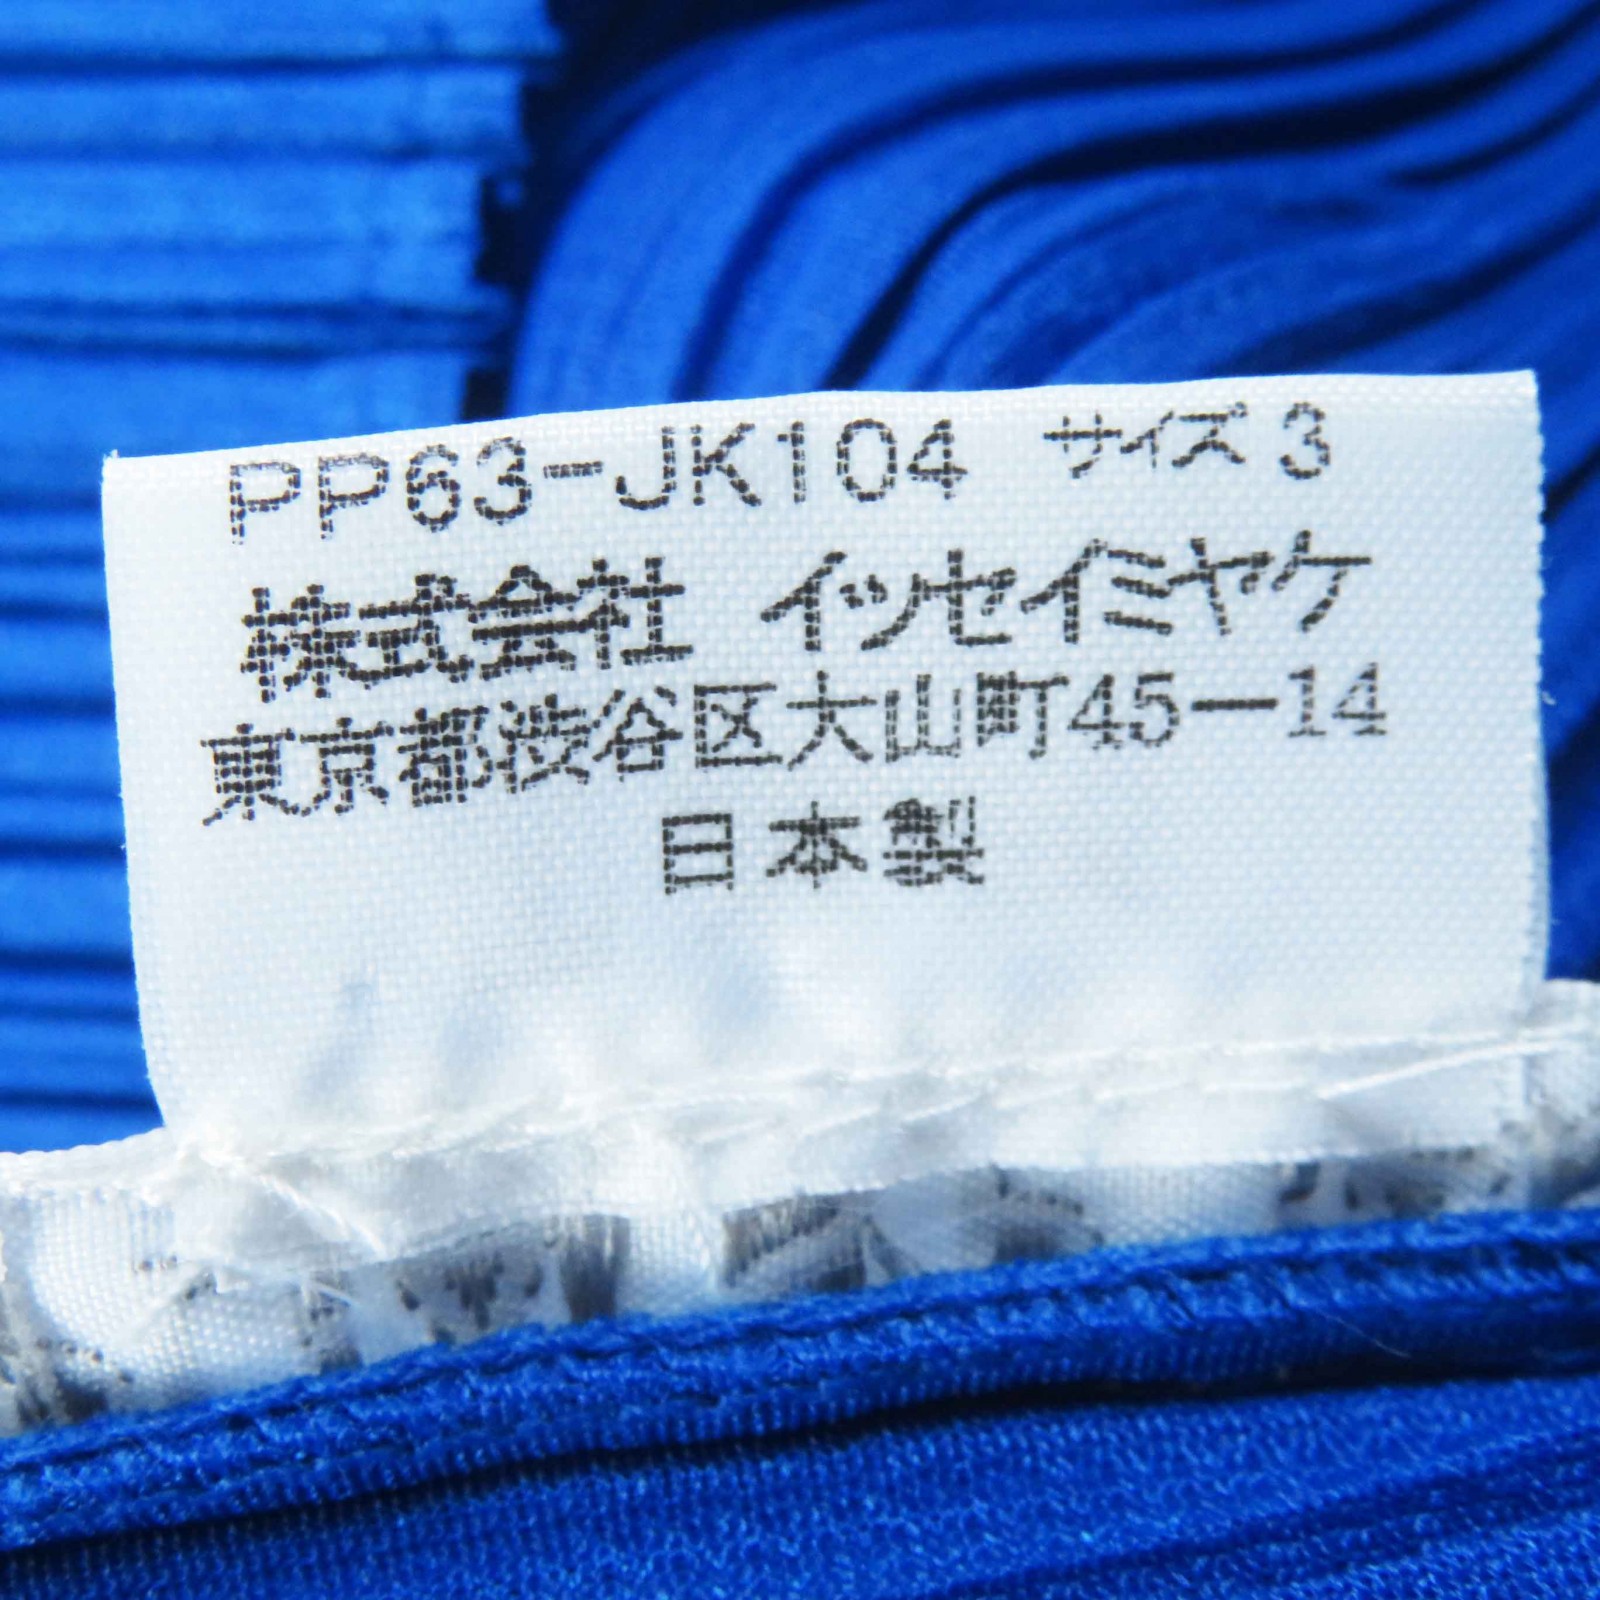 PP63-JK104 サイズ 3
株式会社 イッセイミヤケ
東京都渋谷区大山町45-14
日本製